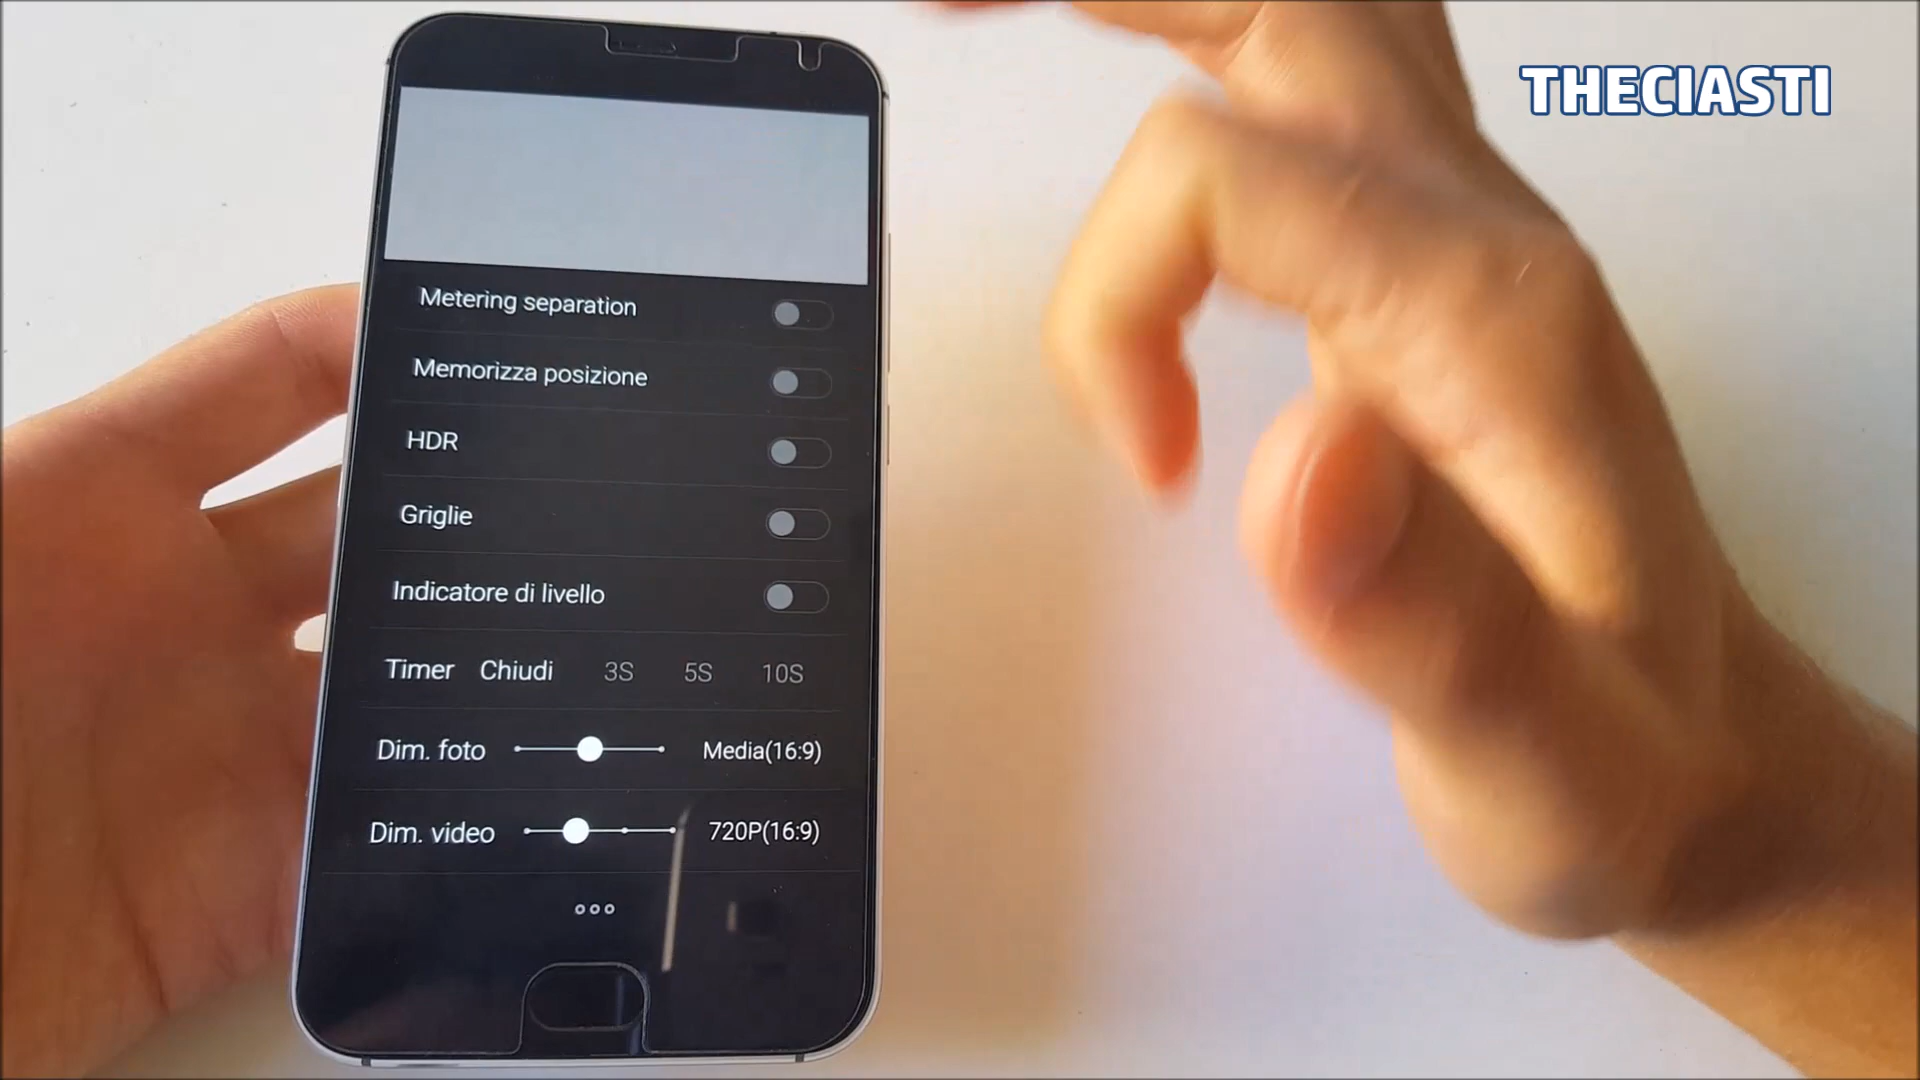 THECIASTI
Metering separation
Memorizza posizione
HDR
Griglie
Indicatore di livello
Timer Chiudi 3S 5S 10S
Dim. foto Media(16:9)
Dim. video 720P(16:9)